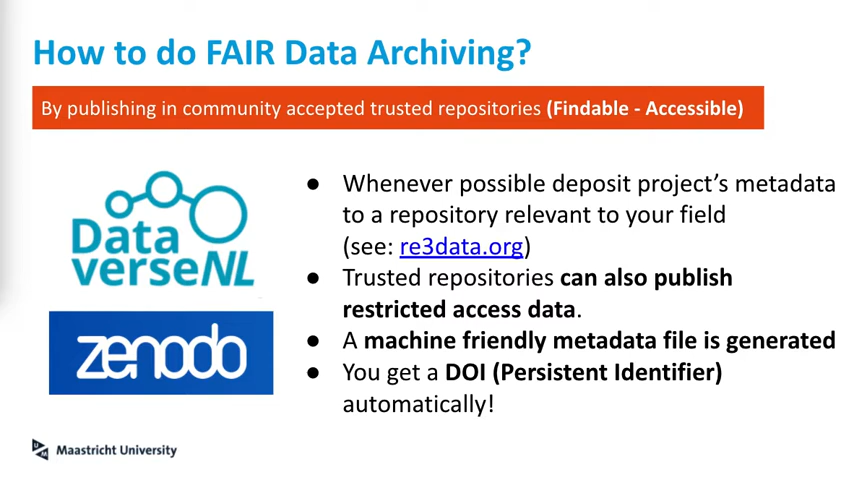 How to do FAIR Data Archiving?
By publishing in community accepted trusted repositories (Findable - Accessible)
Data
verseNL
zenodo
● Whenever possible deposit project's metadata
to a repository relevant to your field
(see: re3data.org)
● Trusted repositories can also publish
restricted access data.
● A machine friendly metadata file is generated
● You get a DOI (Persistent Identifier)
automatically!
UM Maastricht University